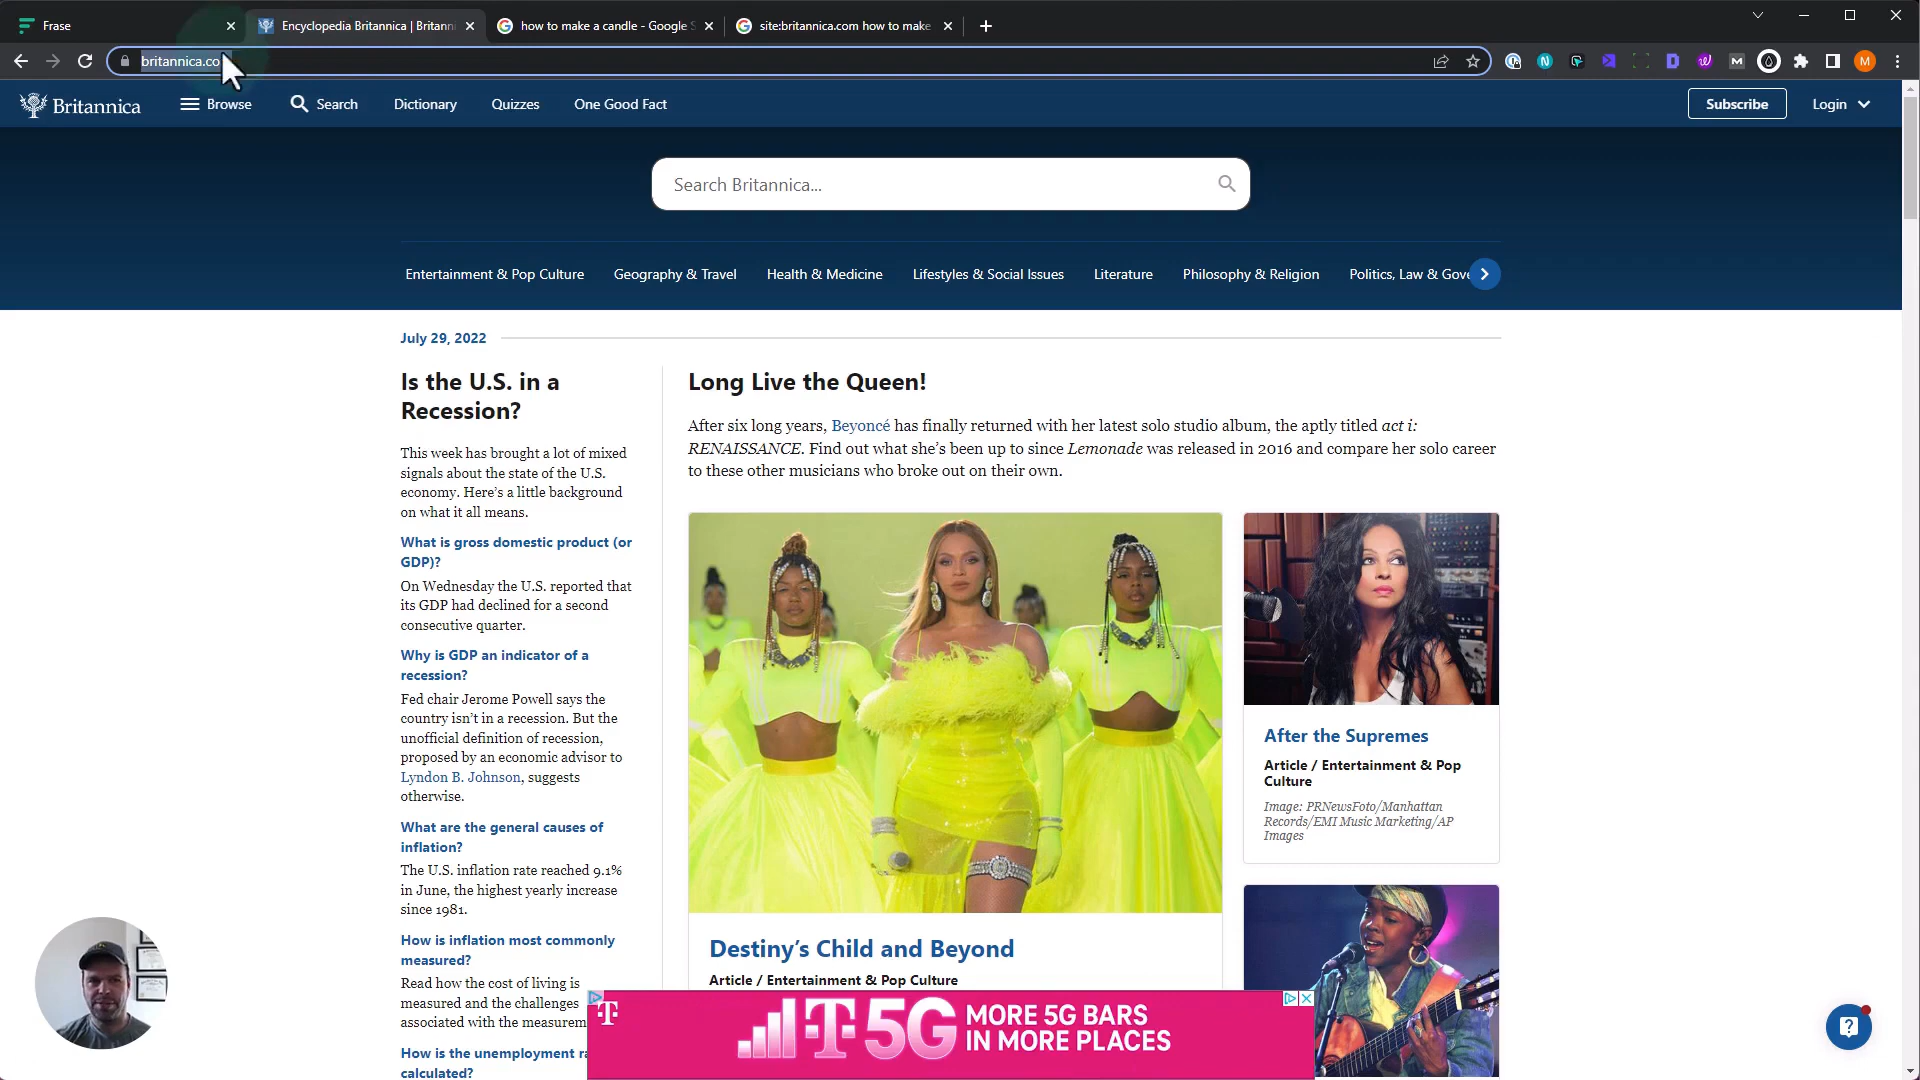 Frase
Encyclopedia Britannica | Britanni
how to make a candle - Google S
site:britannica.com how to make
britannica.co
Britannica
Browse
Search
Dictionary
Quizzes
One Good Fact
Subscribe
Login
Search Britannica...
Entertainment & Pop Culture
Geography & Travel
Health & Medicine
Lifestyles & Social Issues
Literature
Philosophy & Religion
Politics, Law & Gove
July 29, 2022
Is the U.S. in a
Recession?
This week has brought a lot of mixed
signals about the state of the U.S.
economy. Here's a little background
on what it all means.
What is gross domestic product (or
GDP)?
On Wednesday the U.S. reported that
its GDP had declined for a second
consecutive quarter.
Why is GDP an indicator of a
recession?
Fed chair Jerome Powell says the
country isn't in a recession. But the
unofficial definition of recession,
proposed by an economic advisor to
Lyndon B. Johnson, suggests
otherwise.
What are the general causes of
inflation?
The U.S. inflation rate reached 9.1%
in June, the highest yearly increase
since 1981.
How is inflation most commonly
measured?
Read how the cost of living is
measured and the challenges
associated with the measurem
How is the unemployment ra
calculated?
Long Live the Queen!
After six long years, Beyoncé has finally returned with her latest solo studio album, the aptly titled act i:
RENAISSANCE. Find out what she's been up to since Lemonade was released in 2016 and compare her solo career
to these other musicians who broke out on their own.
Destiny's Child and Beyond
Article / Entertainment & Pop Culture
After the Supremes
Article / Entertainment & Pop
Culture
Image: PRNewsFoto/Manhattan
Records/EMI Music Marketing/AP
Images
T
T 5G
MORE 5G BARS
IN MORE PLACES